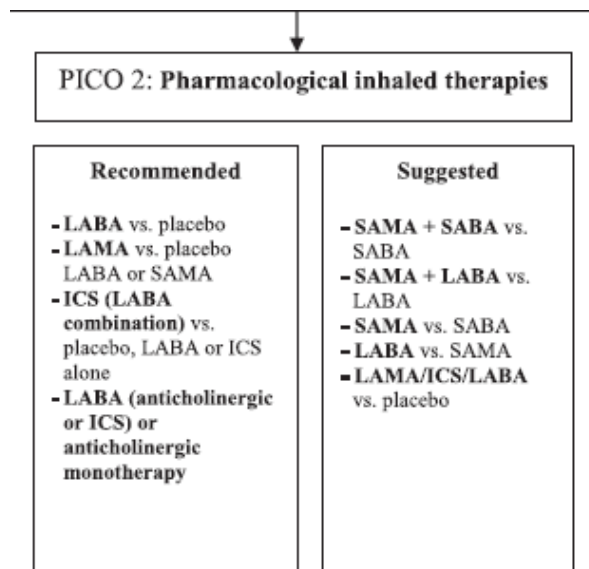 PICO 2: Pharmacological inhaled therapies
Recommended
- LABA vs. placebo
- LAMA vs. placebo
LABA or SAMA
- ICS (LABA
combination) vs.
placebo, LABA or ICS
alone
- LABA (anticholinergic
or ICS) or
anticholinergic
monotherapy
Suggested
- SAMA + SABA vs.
SABA
- SAMA + LABA vs.
LABA
- SAMA vs. SABA
- LABA vs. SAMA
- LAMA/ICS/LABA
vs. placebo